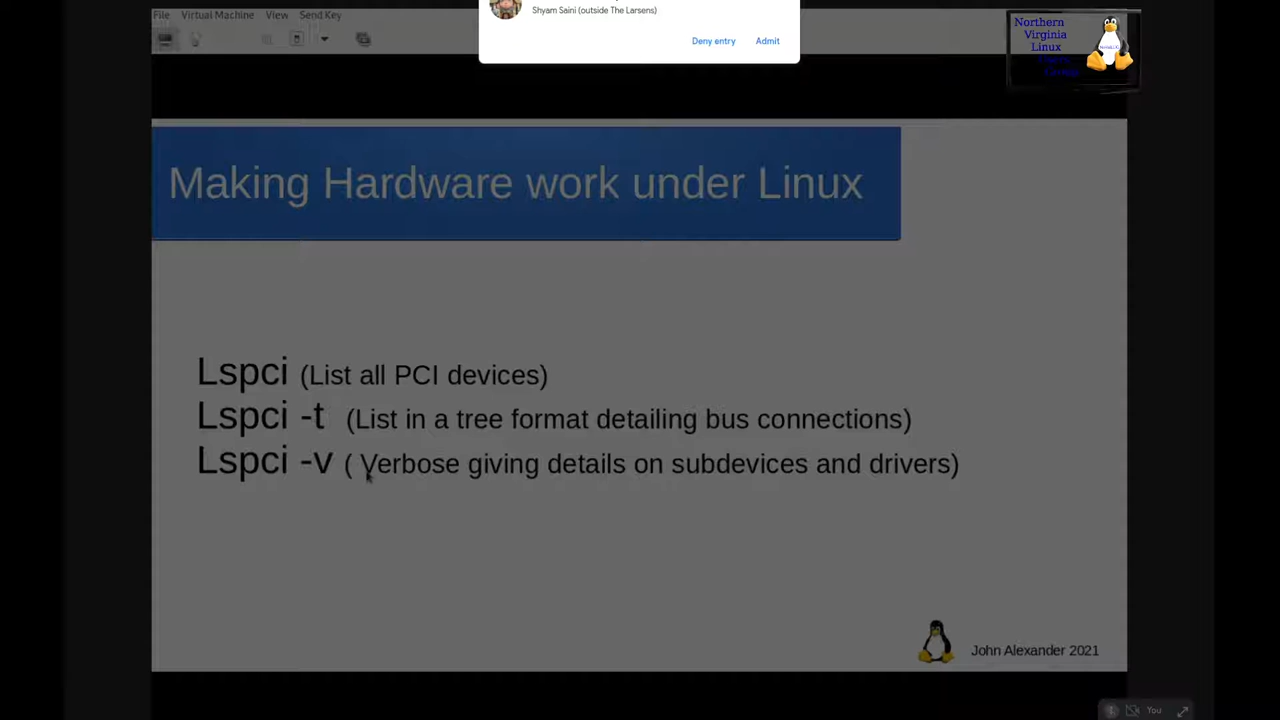 Shyam Saini (outside The Larsens)
Deny entry Admit
File Virtual Machine View Send Key
Northern
Virginia
Linux
Making Hardware work under Linux
Lspci (List all PCI devices)
Lspci -t (List in a tree format detailing bus connections)
Lspci -v ( Verbose giving details on subdevices and drivers)
John Alexander 2021
You